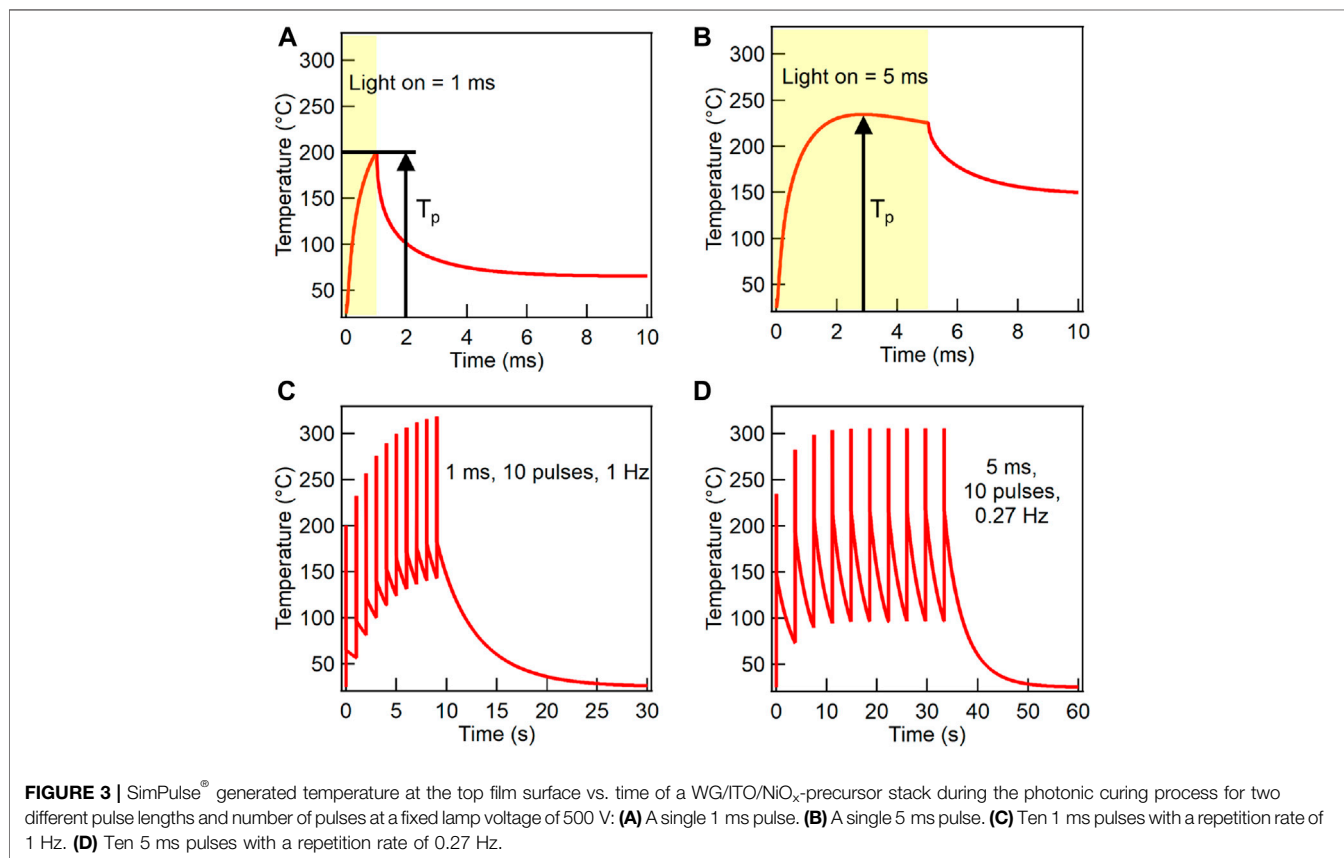 A
300
250
200
150
100
50
Temperature (°C)
Light on = 1 ms
Tp
0 2 4 6 8 10
Time (ms)
B
300
250
200
150
100
50
Temperature (°C)
Light on = 5 ms
Tp
0 2 4 6 8 10
Time (ms)
C
300
250
200
150
100
50
Temperature (°C)
1 ms, 10 pulses, 1 Hz
0 5 10 15 20 25 30
Time (s)
D
300
250
200
150
100
50
Temperature (°C)
5 ms,
10 pulses,
0.27 Hz
0 10 20 30 40 50 60
Time (s)
FIGURE 3 | SimPulse® generated temperature at the top film surface vs. time of a WG/ITO/NiOx-precursor stack during the photonic curing process for two
different pulse lengths and number of pulses at a fixed lamp voltage of 500 V: (A) A single 1 ms pulse. (B) A single 5 ms pulse. (C) Ten 1 ms pulses with a repetition rate of
1 Hz. (D) Ten 5 ms pulses with a repetition rate of 0.27 Hz.